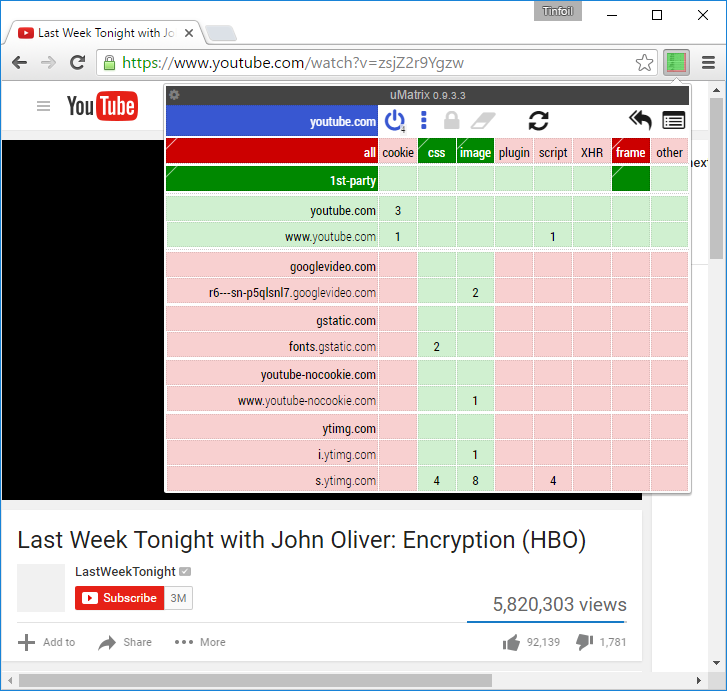 Tinfoil
Last Week Tonight with Jo
https://www.youtube.com/watch?v=zsjZ2r9Ygzw
YouTube
uMatrix 0.9.3.3
youtube.com
4
all cookie css image plugin script XHR frame other
1st-party
youtube.com 3
www.youtube.com 1 1
googlevideo.com
r6---sn-p5qlsnl7.googlevideo.com 2
gstatic.com
fonts.gstatic.com 2
youtube-nocookie.com
www.youtube-nocookie.com 1
ytimg.com
i.ytimg.com 1
s.ytimg.com 4 8 4
Last Week Tonight with John Oliver: Encryption (HBO)
LastWeekTonight
Subscribe 3M
5,820,303 views
Add to Share More 92,139 1,781